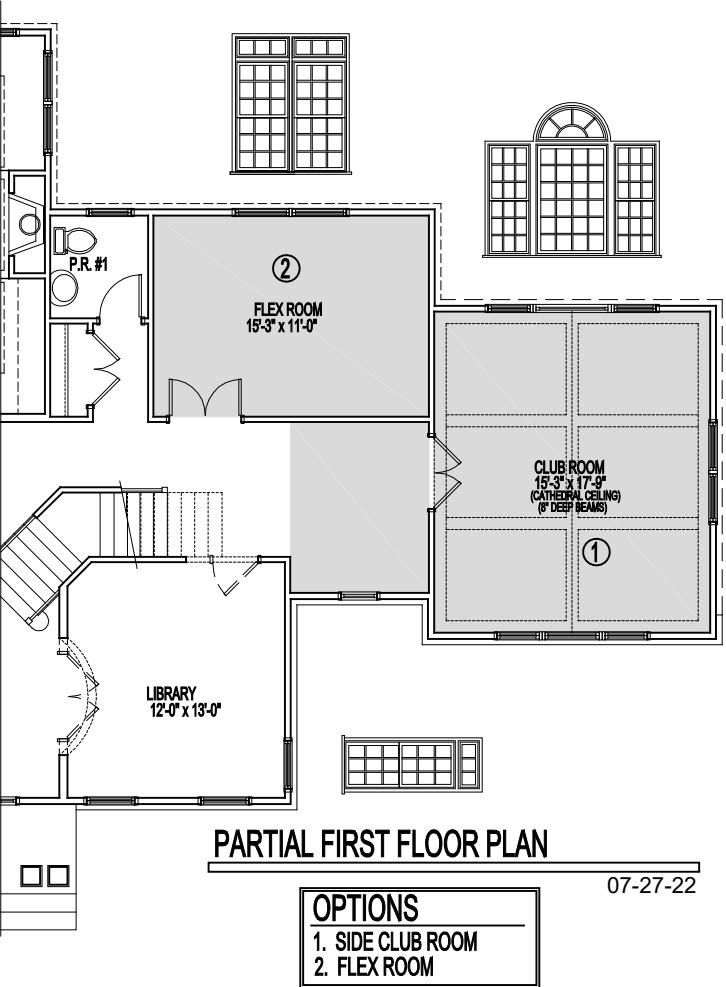 2
P.R. #1
FLEX ROOM
15'-3" x 11'-0"
CLUB ROOM
15'-3" x 17'-9"
(CATHEDRAL CEILING)
(8" DEEP BEAMS)
1
LIBRARY
12'-0" x 13'-0"
PARTIAL FIRST FLOOR PLAN
07-27-22
OPTIONS
1. SIDE CLUB ROOM
2. FLEX ROOM